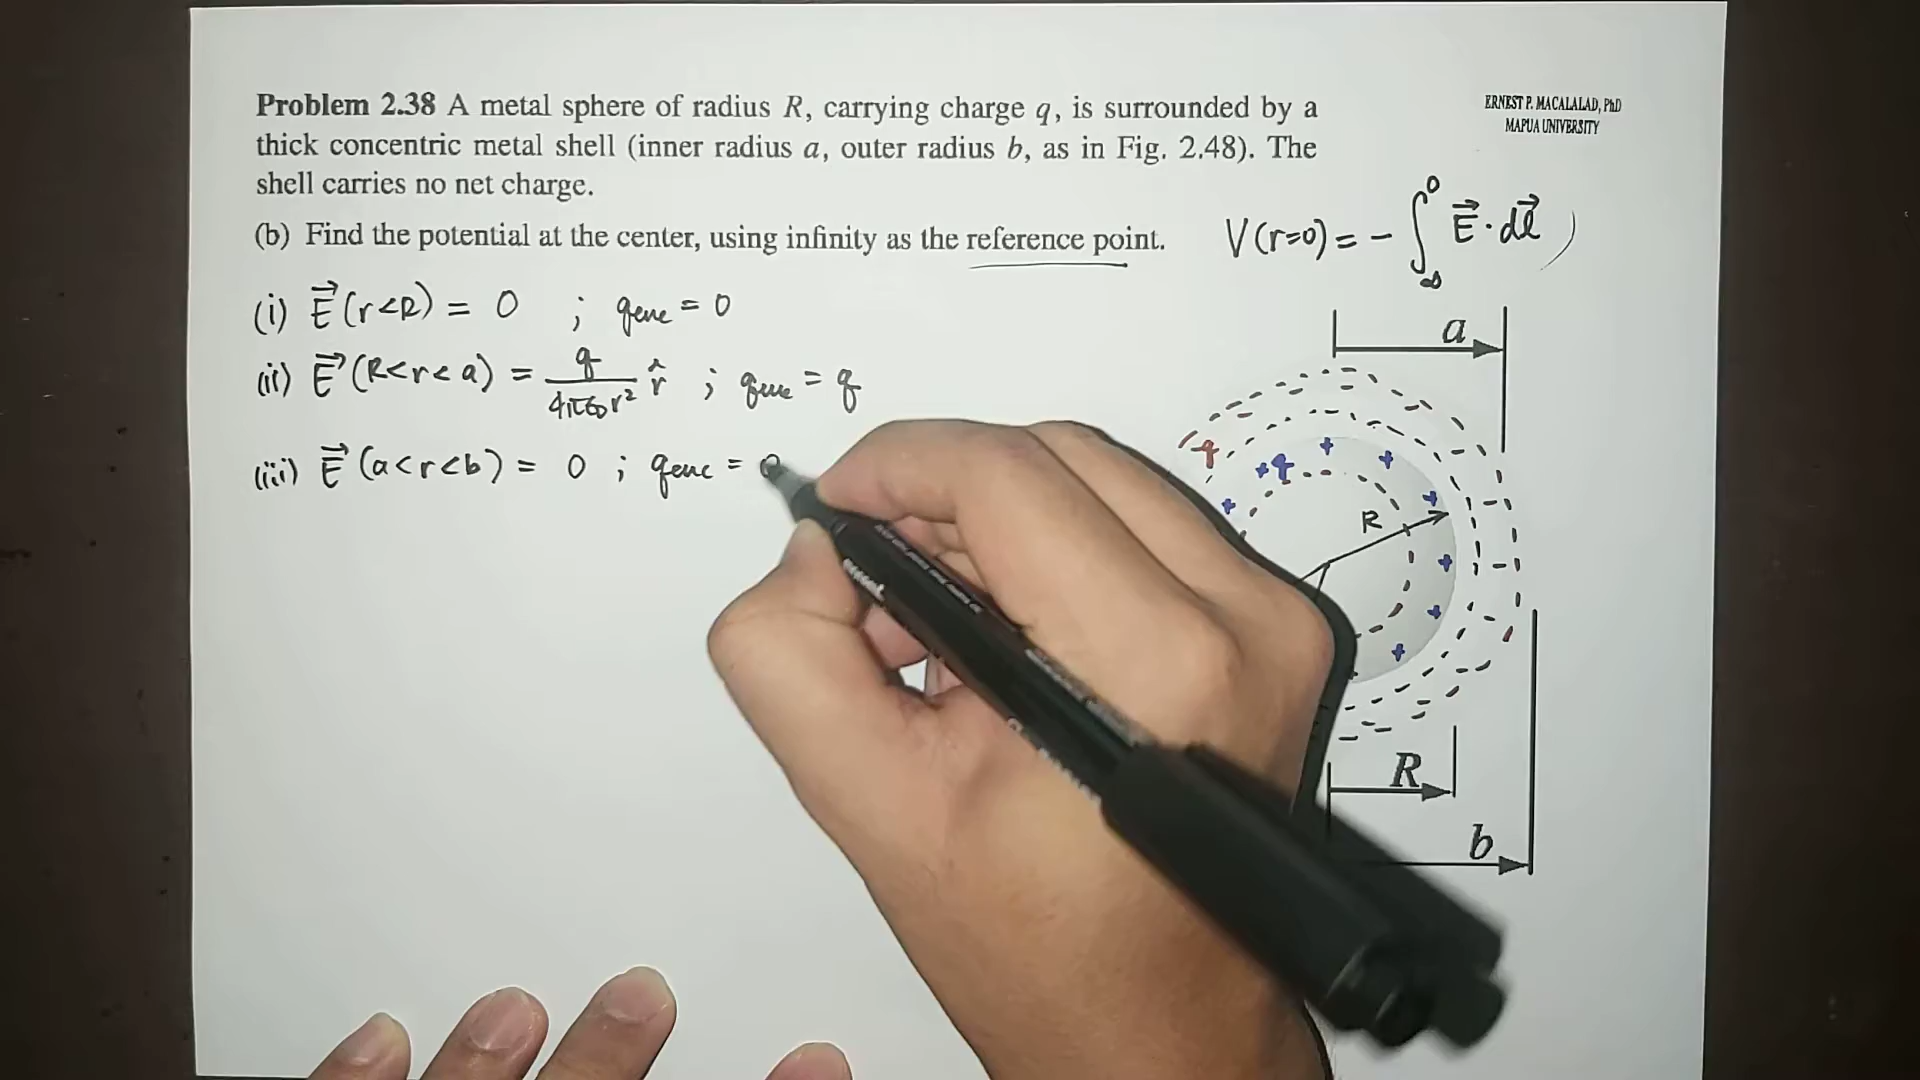 Problem 2.38 A metal sphere of radius R, carrying charge q, is surrounded by a
thick concentric metal shell (inner radius a, outer radius b, as in Fig. 2.48). The
shell carries no net charge.
(b) Find the potential at the center, using infinity as the reference point.
ERNEST P. MACALALAD, PhD
MAPUA UNIVERSITY
V(r=0) = - ∫_∞^0 E⃗ · dl⃗
(i) E⃗ (r<R) = 0 ; qenc = 0
(ii) E⃗ (R<r<a) = q/4πε₀r² r̂ ; qenc = q
(iii) E⃗ (a<r<b) = 0 ; qenc = 0
a
-q
+q
R
R
b